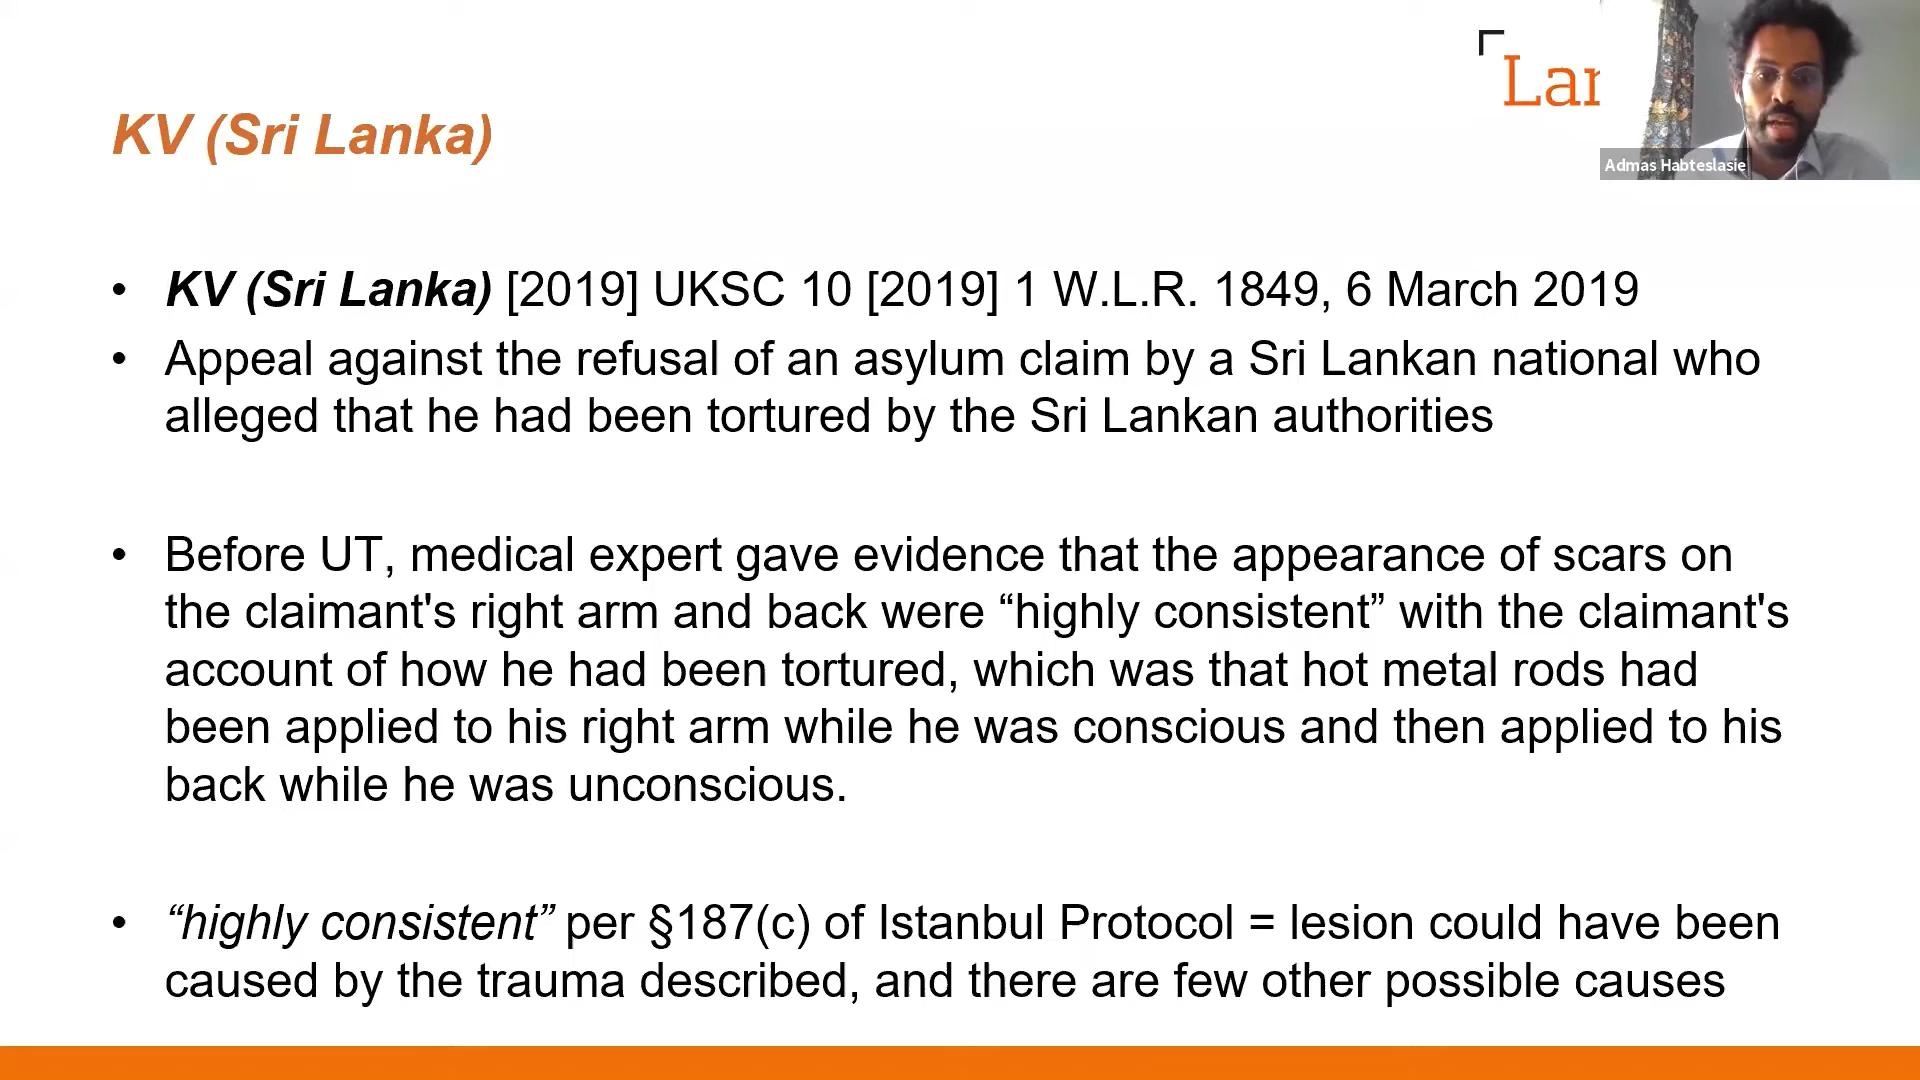 Lan
Admas Habteslasie
KV (Sri Lanka)
• KV (Sri Lanka) [2019] UKSC 10 [2019] 1 W.L.R. 1849, 6 March 2019
• Appeal against the refusal of an asylum claim by a Sri Lankan national who
alleged that he had been tortured by the Sri Lankan authorities
• Before UT, medical expert gave evidence that the appearance of scars on
the claimant's right arm and back were “highly consistent” with the claimant's
account of how he had been tortured, which was that hot metal rods had
been applied to his right arm while he was conscious and then applied to his
back while he was unconscious.
• “highly consistent” per §187(c) of Istanbul Protocol = lesion could have been
caused by the trauma described, and there are few other possible causes